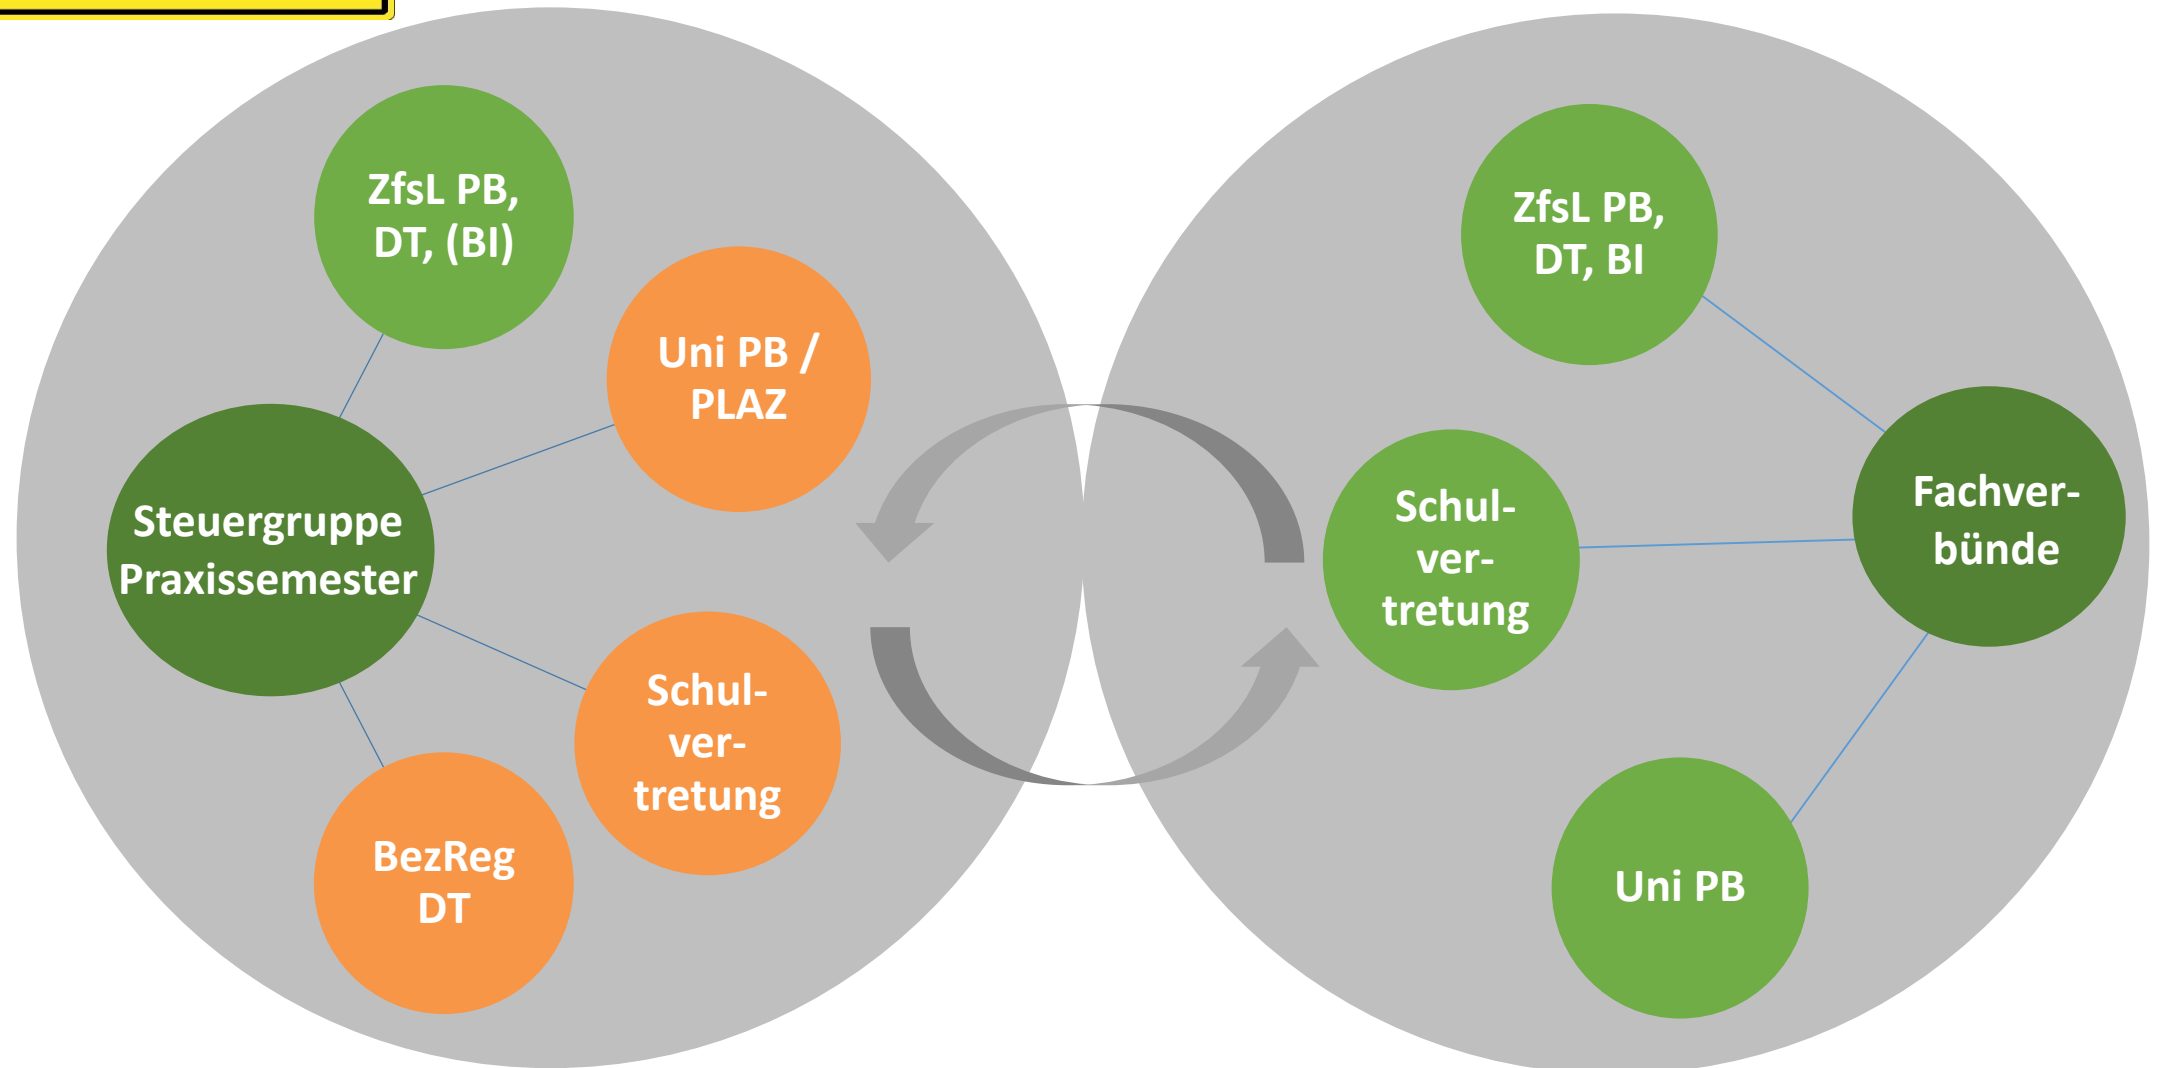 ZfsL PB,
DT, (BI)
Uni PB /
PLAZ
Steuergruppe
Praxissemester
Schul-
ver-
tretung
BezReg
DT
ZfsL PB,
DT, BI
Schul-
ver-
tretung
Fachver-
bünde
Uni PB